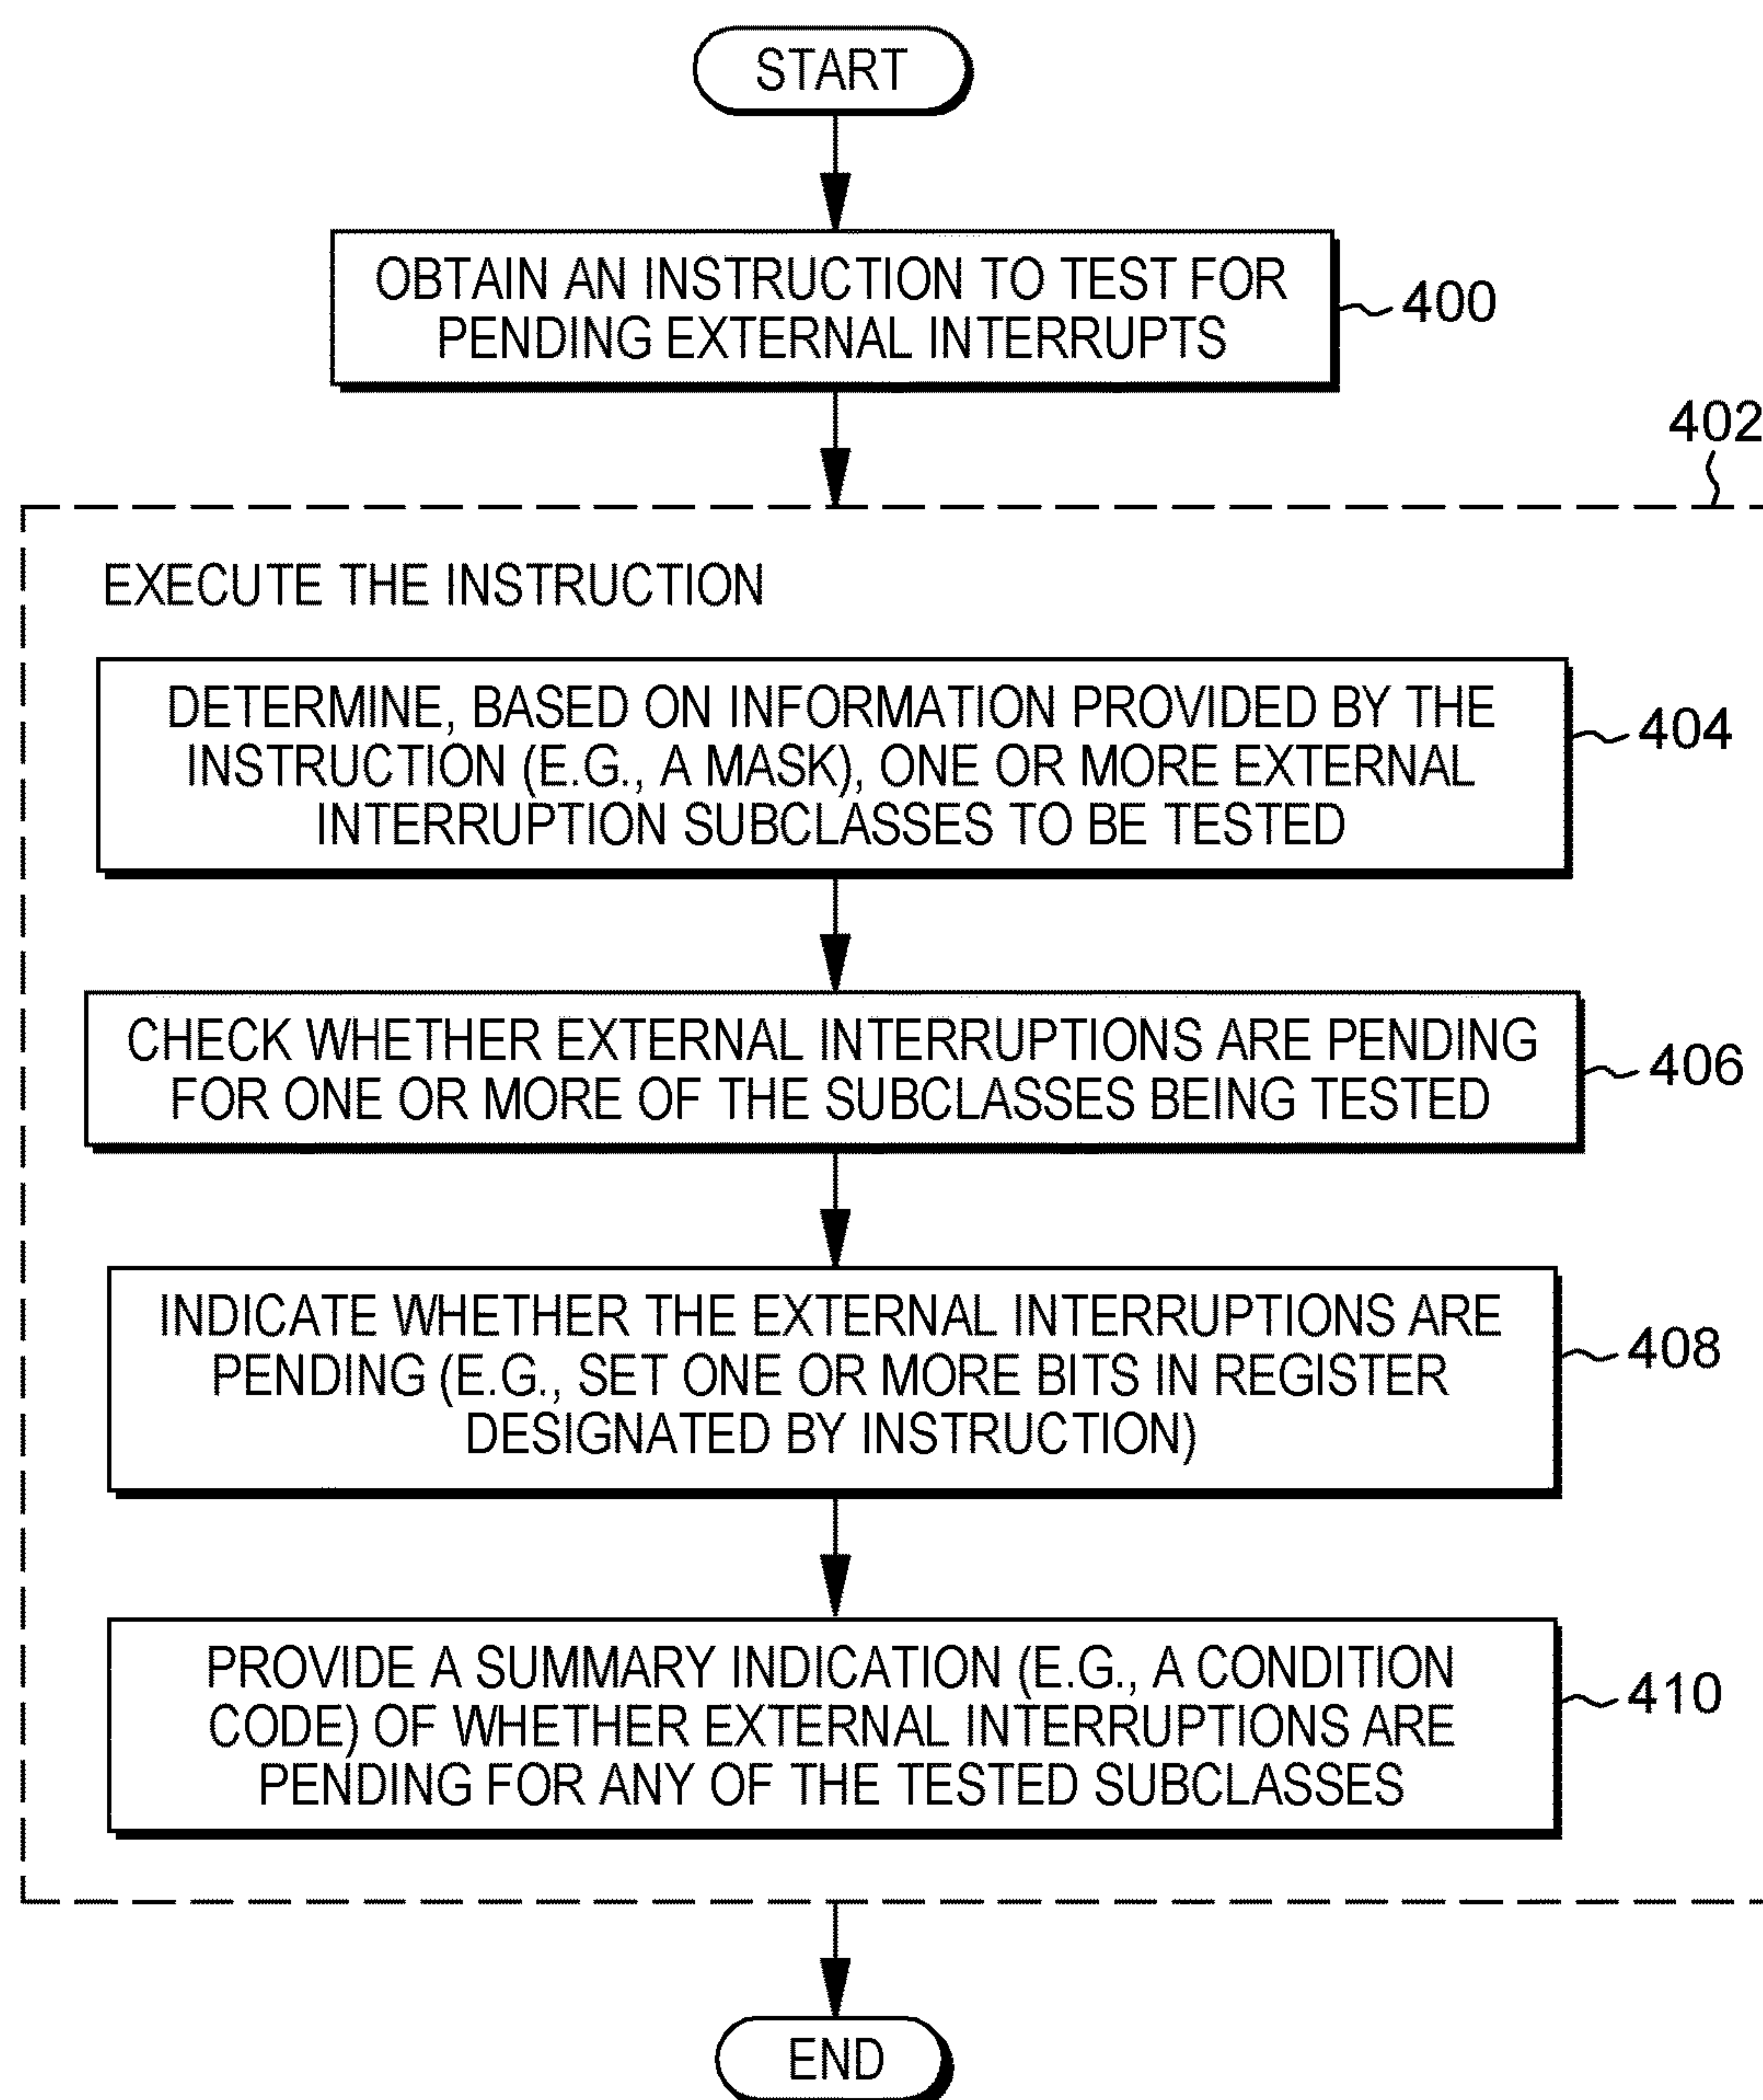 START
OBTAIN AN INSTRUCTION TO TEST FOR
PENDING EXTERNAL INTERRUPTS
400
402
EXECUTE THE INSTRUCTION
DETERMINE, BASED ON INFORMATION PROVIDED BY THE
INSTRUCTION (E.G., A MASK), ONE OR MORE EXTERNAL
INTERRUPTION SUBCLASSES TO BE TESTED
404
CHECK WHETHER EXTERNAL INTERRUPTIONS ARE PENDING
FOR ONE OR MORE OF THE SUBCLASSES BEING TESTED
406
INDICATE WHETHER THE EXTERNAL INTERRUPTIONS ARE
PENDING (E.G., SET ONE OR MORE BITS IN REGISTER
DESIGNATED BY INSTRUCTION)
408
PROVIDE A SUMMARY INDICATION (E.G., A CONDITION
CODE) OF WHETHER EXTERNAL INTERRUPTIONS ARE
PENDING FOR ANY OF THE TESTED SUBCLASSES
410
END